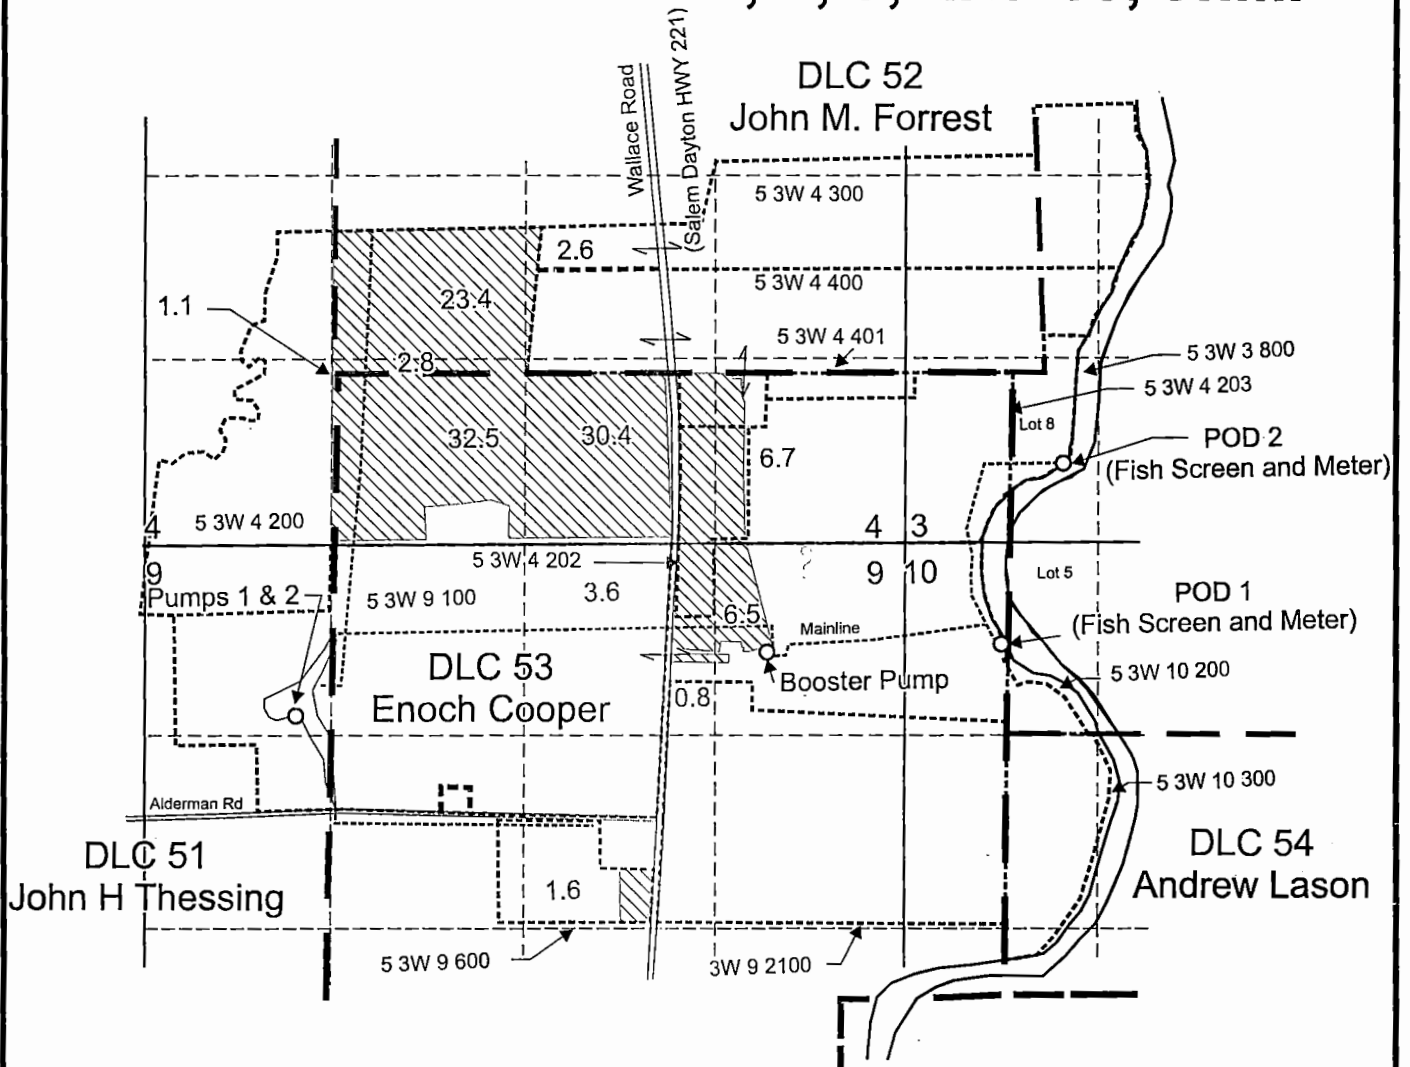 DLC 52
John M. Forrest
Wallace Road
(Salem Dayton HWY 221)
5 3W 4 300
2.6
5 3W 4 400
23.4
1.1
5 3W 4 401
5 3W 3 800
2.8
5 3W 4 203
Lot 8
32.5
30.4
6.7
POD 2
(Fish Screen and Meter)
5 3W 4 200
4
4
3
9
9
10
5 3W 4 202
Lot 5
Pumps 1 & 2
5 3W 9 100
3.6
POD 1
(Fish Screen and Meter)
6.5
Mainline
DLC 53
Enoch Cooper
Booster Pump
5 3W 10 200
0.8
5 3W 10 300
Alderman Rd
DLC 51
John H Thessing
DLC 54
Andrew Lason
1.6
5 3W 9 600
3W 9 2100